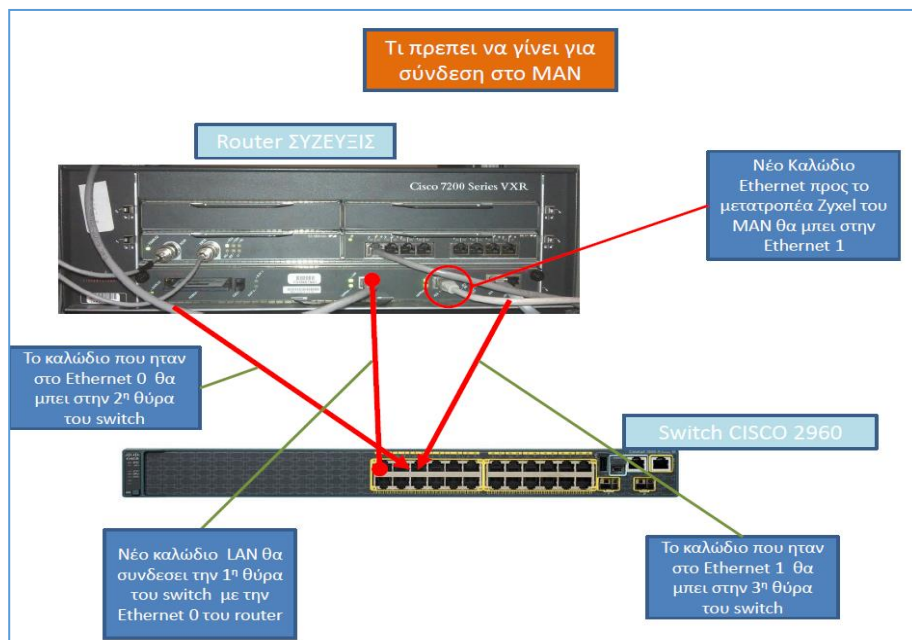 Τι πρεπει να γίνει για
σύνδεση στο MAN
Router ΣΥΖΕΥΞΙΣ
Cisco 7200 Series VXR
Νέο Καλώδιο
Ethernet προς το
μετατροπέα Zyxel του
MAN θα μπει στην
Ethernet 1
Το καλώδιο που ηταν
στο Ethernet 0 θα
μπει στην 2η θύρα
του switch
Switch CISCO 2960
Νέο καλώδιο LAN θα
συνδεσει την 1η θύρα
του switch με την
Ethernet 0 του router
Το καλώδιο που ηταν
στο Ethernet 1 θα
μπει στην 3η θύρα
του switch